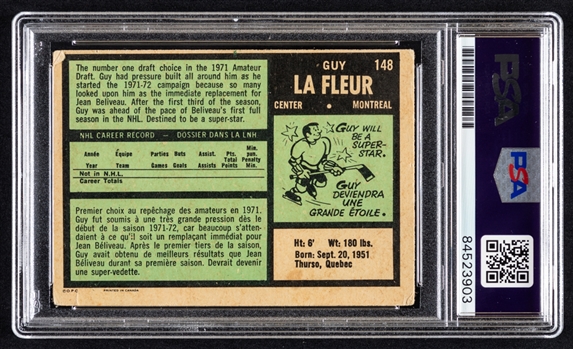 The number one draft choice in the 1971 Amateur
Draft. Guy had pressure built all around him as he
started the 1971-72 campaign because so many
looked upon him as the immediate replacement for
Jean Beliveau. After the first third of the season,
Guy was ahead of the pace of Beliveau's first full
season in the NHL. Destined to be a super-star.
NHL CAREER RECORD - DOSSIER DANS LA LNH
Année Équipe Parties Buts Assist. Pts. Min. pun.
Year Team Games Goals Assists Total Points Min. Penalty
Not in N.H.L.
Career Totals
Premier choix au repêchage des amateurs en 1971.
Guy fut soumis à une très grande pression dès le
début de la saison 1971-72, car beaucoup s'atten-
daient à ce qu'il soit un remplaçant immédiat pour
Jean Béliveau. Après le premier tiers de la saison,
Guy avait obtenu de meilleurs résultats que Jean
Béliveau durant sa première saison. Devrait devenir
une super-vedette.
O.P.C. PRINTED IN CANADA
GUY 148
LA FLEUR
CENTER • MONTREAL
GUY WILL
BE A
SUPER-
STAR.
GUY
DEVIENDRA
UNE
GRANDE ÉTOILE.
Ht: 6' Wt: 180 lbs.
Born: Sept. 20, 1951
Thurso, Quebec
PSA
PSA
84523903